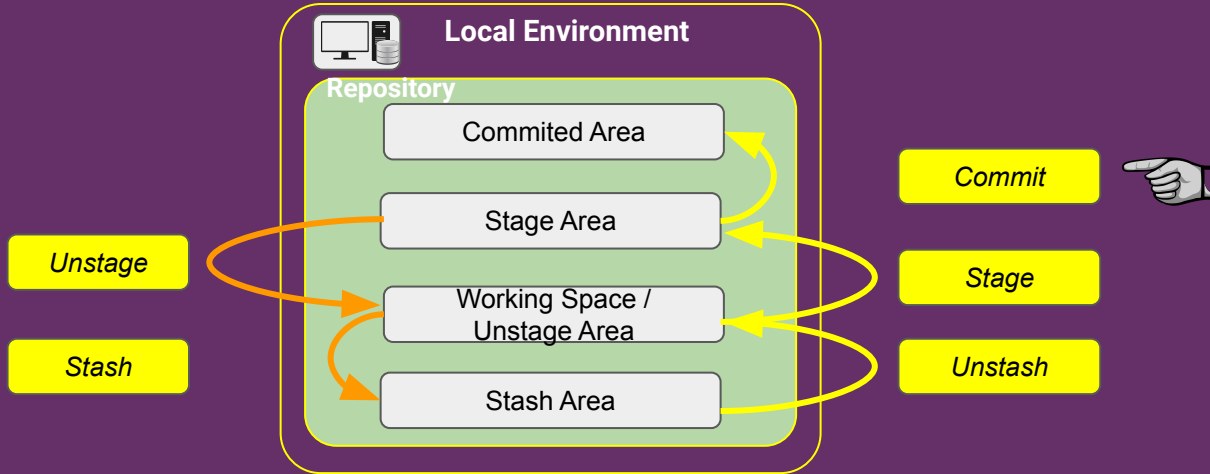 Local Environment
Repository
Commited Area
Commit
Stage Area
Unstage
Stage
Working Space /
Unstage Area
Stash
Unstash
Stash Area